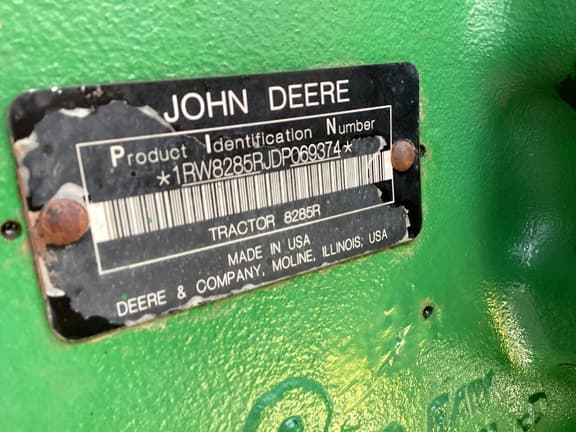 JOHN DEERE
Product Identification Number
*1RW8285RJDP069374*
TRACTOR 8285R
MADE IN USA
DEERE & COMPANY, MOLINE, ILLINOIS, USA